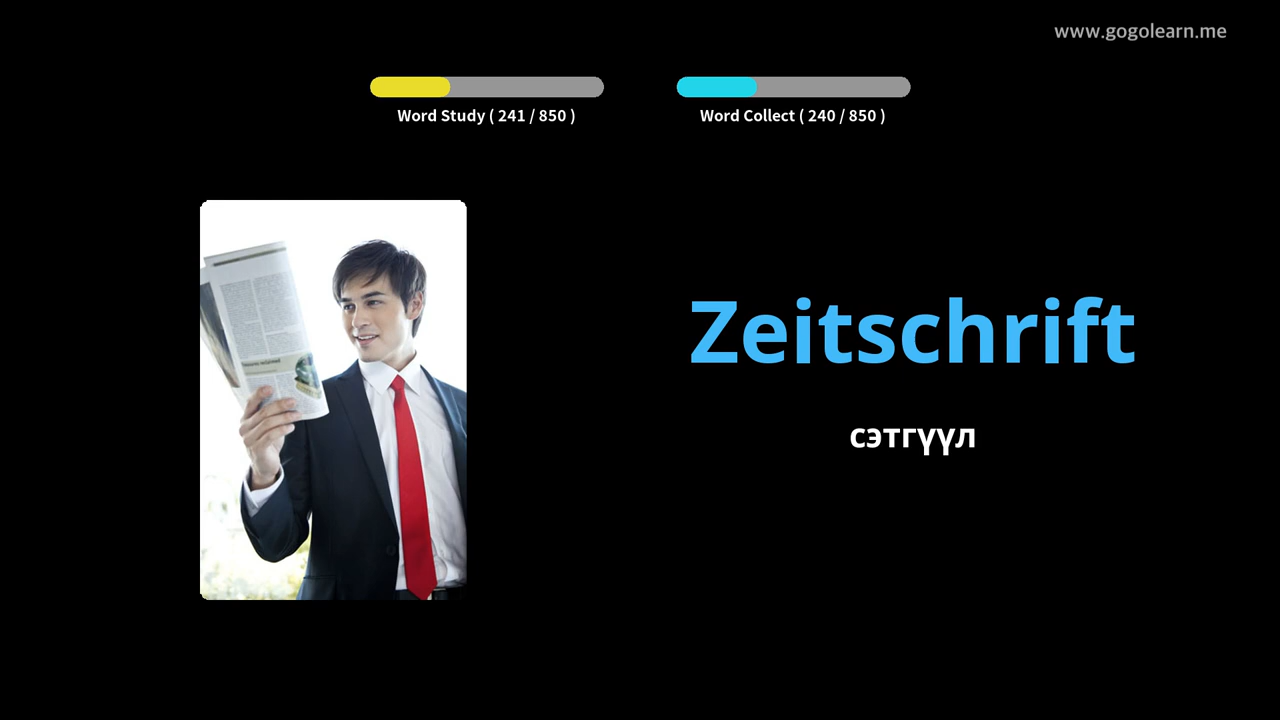 www.gogolearn.me
Word Study ( 241 / 850 )
Word Collect ( 240 / 850 )
Zeitschrift
сэтгүүл